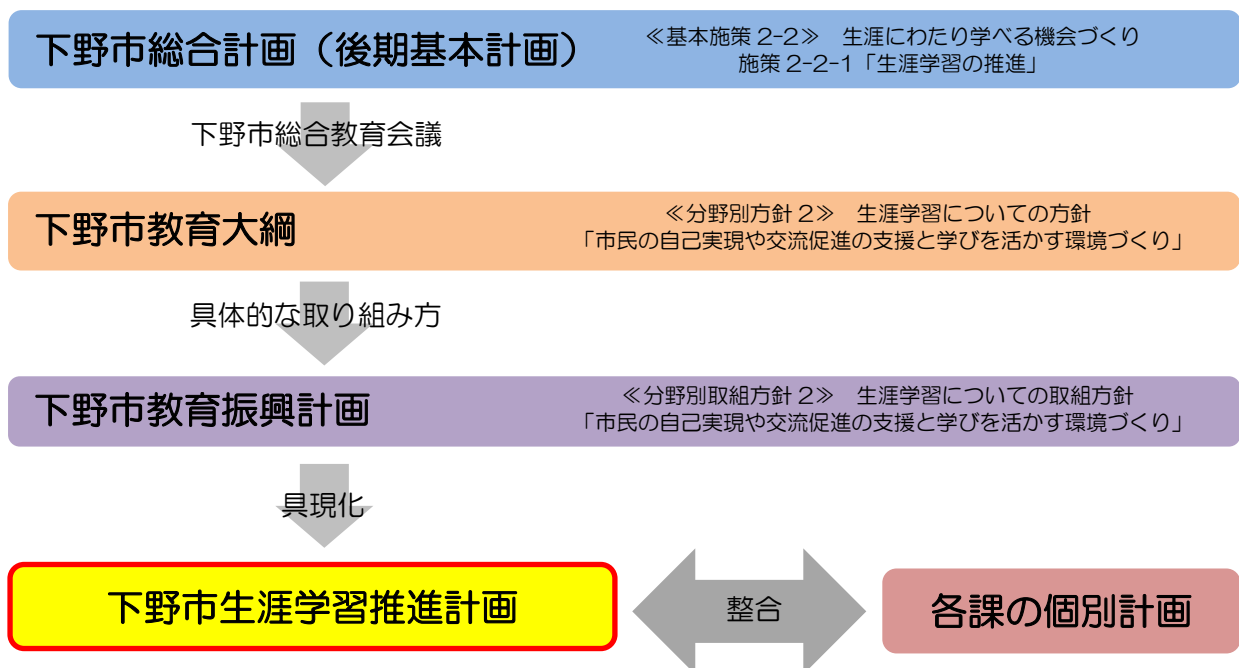 下野市総合計画（後期基本計画）
≪基本施策 2-2≫　生涯にわたり学べる機会づくり
施策 2-2-1「生涯学習の推進」
下野市総合教育会議
下野市教育大綱
≪分野別方針 2≫　生涯学習についての方針
「市民の自己実現や交流促進の支援と学びを活かす環境づくり」
具体的な取り組み方
下野市教育振興計画
≪分野別取組方針 2≫　生涯学習についての取組方針
「市民の自己実現や交流促進の支援と学びを活かす環境づくり」
具現化
下野市生涯学習推進計画
整合
各課の個別計画